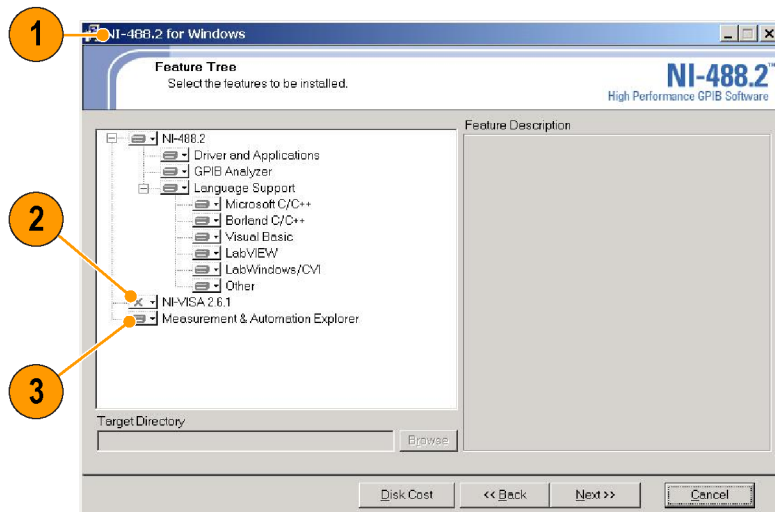 1
NI-488.2 for Windows
Feature Tree
Select the features to be installed.
NI-488.2™
High Performance GPIB Software
Feature Description
NI-488.2
Driver and Applications
GPIB Analyzer
Language Support
Microsoft C/C++
Borland C/C++
Visual Basic
LabVIEW
LabWindows/CVI
Other
2
NI-VISA 2.6.1
Measurement & Automation Explorer
3
Target Directory
Browse
Disk Cost
<< Back
Next >>
Cancel